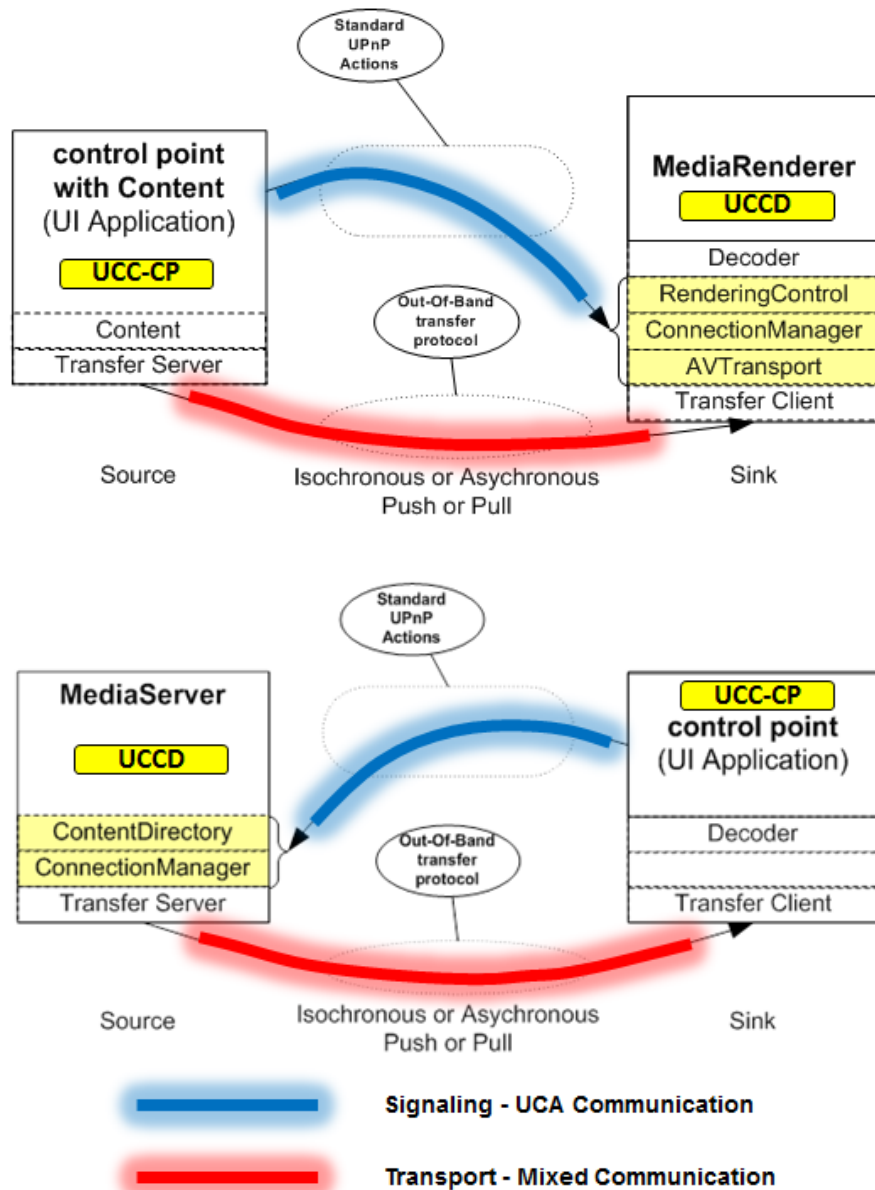 Standard
UPnP
Actions
control point
with Content
(UI Application)
UCC-CP
Content
Transfer Server
MediaRenderer
UCCD
Decoder
RenderingControl
ConnectionManager
AVTransport
Transfer Client
Out-Of-Band
transfer
protocol
Source
Isochronous or Asychronous
Push or Pull
Sink
Standard
UPnP
Actions
MediaServer
UCCD
ContentDirectory
ConnectionManager
Transfer Server
UCC-CP
control point
(UI Application)
Decoder
Transfer Client
Out-Of-Band
transfer
protocol
Source
Isochronous or Asychronous
Push or Pull
Sink
Signaling - UCA Communication
Transport - Mixed Communication